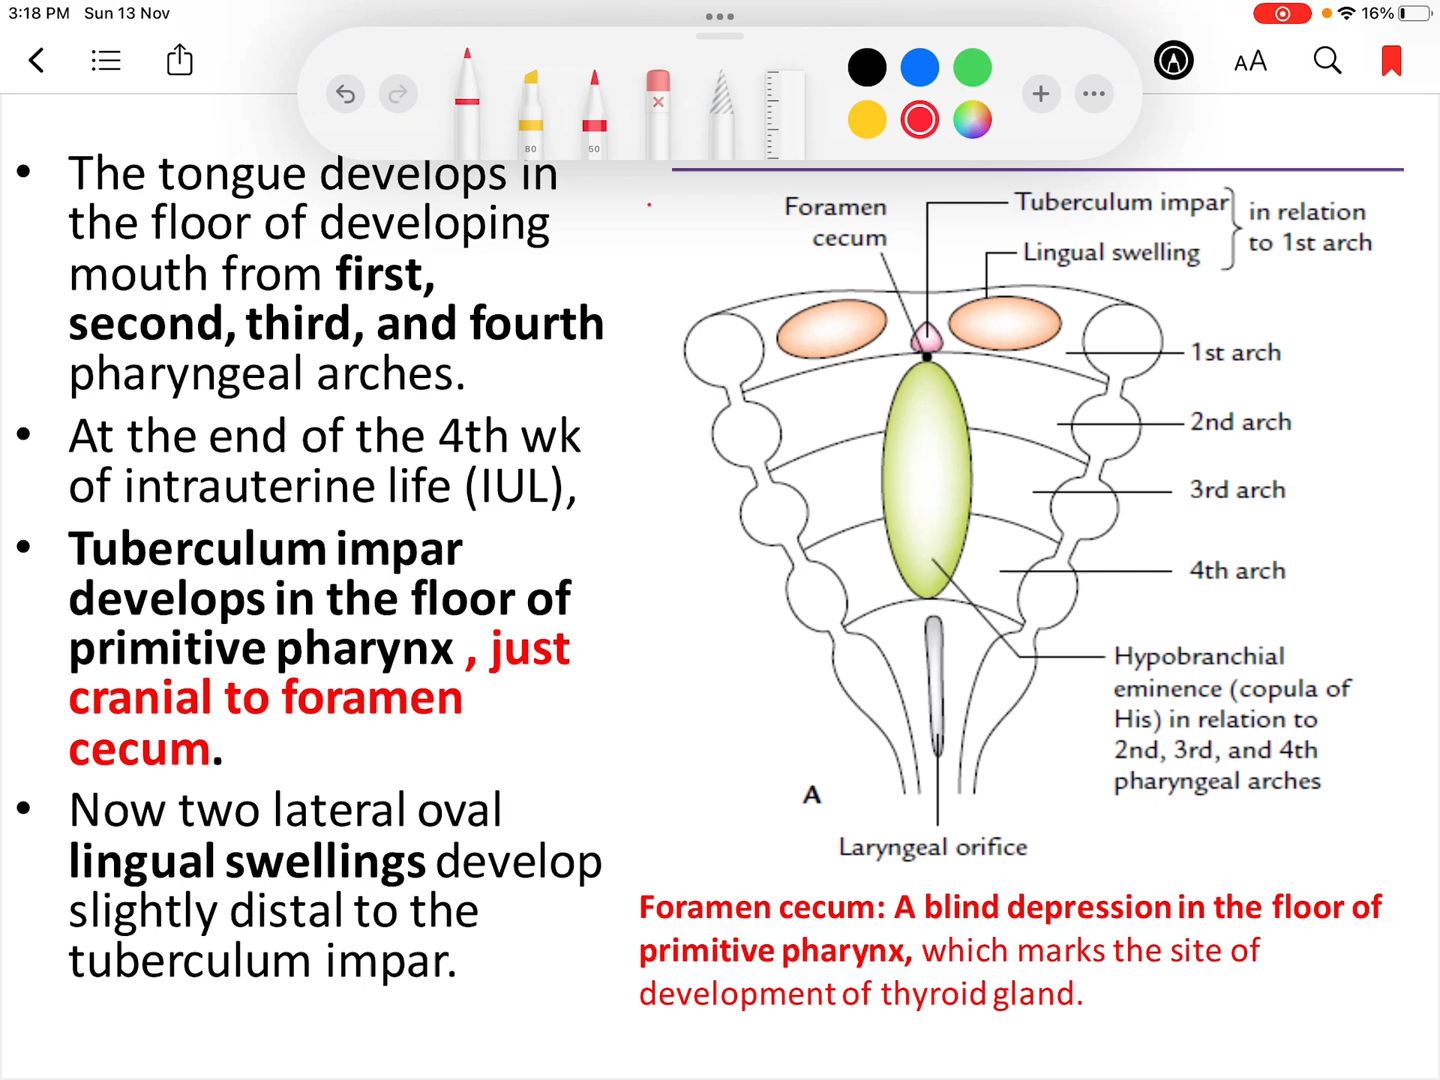 3:18 PM Sun 13 Nov
16%
AA
80
50
• The tongue develops in
the floor of developing
mouth from first,
second, third, and fourth
pharyngeal arches.
• At the end of the 4th wk
of intrauterine life (IUL),
• Tuberculum impar
develops in the floor of
primitive pharynx , just
cranial to foramen
cecum.
• Now two lateral oval
lingual swellings develop
slightly distal to the
tuberculum impar.
Foramen
cecum
Tuberculum impar
Lingual swelling
in relation
to 1st arch
1st arch
2nd arch
3rd arch
4th arch
Hypobranchial
eminence (copula of
His) in relation to
2nd, 3rd, and 4th
pharyngeal arches
A
Laryngeal orifice
Foramen cecum: A blind depression in the floor of
primitive pharynx, which marks the site of
development of thyroid gland.